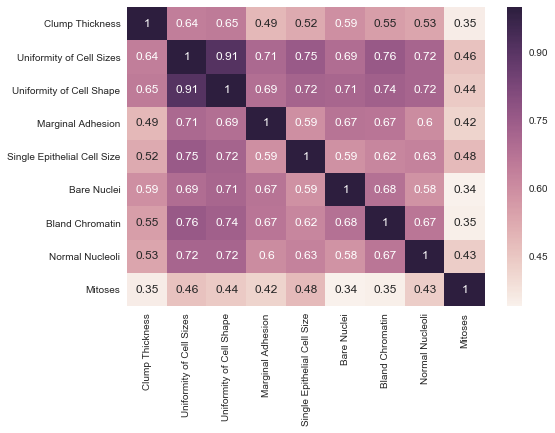 Clump Thickness 1 0.64 0.65 0.49 0.52 0.59 0.55 0.53 0.35
Uniformity of Cell Sizes 0.64 1 0.91 0.71 0.75 0.69 0.76 0.72 0.46
Uniformity of Cell Shape 0.65 0.91 1 0.69 0.72 0.71 0.74 0.72 0.44
Marginal Adhesion 0.49 0.71 0.69 1 0.59 0.67 0.67 0.6 0.42
Single Epithelial Cell Size 0.52 0.75 0.72 0.59 1 0.59 0.62 0.63 0.48
Bare Nuclei 0.59 0.69 0.71 0.67 0.59 1 0.68 0.58 0.34
Bland Chromatin 0.55 0.76 0.74 0.67 0.62 0.68 1 0.67 0.35
Normal Nucleoli 0.53 0.72 0.72 0.6 0.63 0.58 0.67 1 0.43
Mitoses 0.35 0.46 0.44 0.42 0.48 0.34 0.35 0.43 1
Clump Thickness
Uniformity of Cell Sizes
Uniformity of Cell Shape
Marginal Adhesion
Single Epithelial Cell Size
Bare Nuclei
Bland Chromatin
Normal Nucleoli
Mitoses
0.90
0.75
0.60
0.45